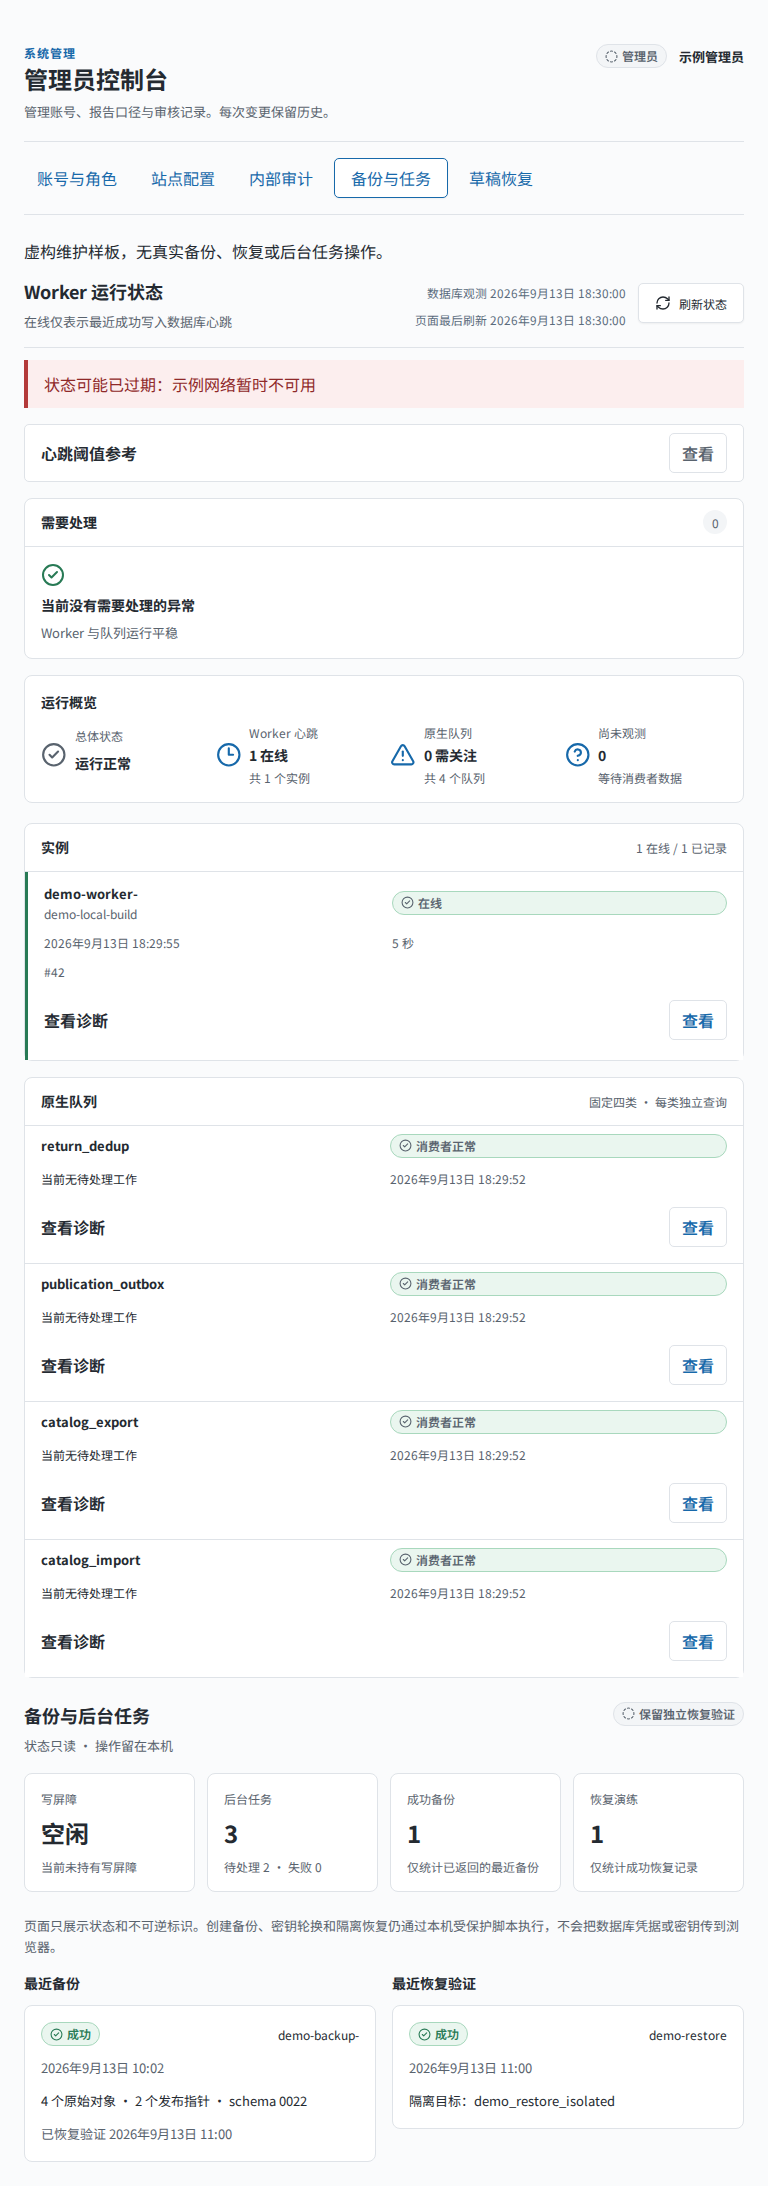 系统管理
管理员控制台
管理员
示例管理员
管理账号、报告口径与审核记录。每次变更保留历史。
账号与角色
站点配置
内部审计
备份与任务
草稿恢复
虚构维护样板，无真实备份、恢复或后台任务操作。
Worker 运行状态
在线仅表示最近成功写入数据库心跳
数据库观测 2026年9月13日 18:30:00
页面最后刷新 2026年9月13日 18:30:00
刷新状态
状态可能已过期：示例网络暂时不可用
心跳阈值参考
查看
需要处理
0
当前没有需要处理的异常
Worker 与队列运行平稳
运行概览
总体状态
运行正常
Worker 心跳
1 在线
共 1 个实例
原生队列
0 需关注
共 4 个队列
尚未观测
0
等待消费者数据
实例
1 在线 / 1 已记录
demo-worker-
demo-local-build
在线
2026年9月13日 18:29:55
5 秒
#42
查看诊断
查看
原生队列
固定四类 · 每类独立查询
return_dedup
消费者正常
当前无待处理工作
2026年9月13日 18:29:52
查看诊断
查看
publication_outbox
消费者正常
当前无待处理工作
2026年9月13日 18:29:52
查看诊断
查看
catalog_export
消费者正常
当前无待处理工作
2026年9月13日 18:29:52
查看诊断
查看
catalog_import
消费者正常
当前无待处理工作
2026年9月13日 18:29:52
查看诊断
查看
备份与后台任务
保留独立恢复验证
状态只读 · 操作留在本机
写屏障
空闲
当前未持有写屏障
后台任务
3
待处理 2 · 失败 0
成功备份
1
仅统计已返回的最近备份
恢复演练
1
仅统计成功恢复记录
页面只展示状态和不可逆标识。创建备份、密钥轮换和隔离恢复仍通过本机受保护脚本执行，不会把数据库凭据或密钥传到浏
览器。
最近备份
成功
demo-backup-
2026年9月13日 10:02
4 个原始对象 · 2 个发布指针 · schema 0022
已恢复验证 2026年9月13日 11:00
最近恢复验证
成功
demo-restore
2026年9月13日 11:00
隔离目标：demo_restore_isolated